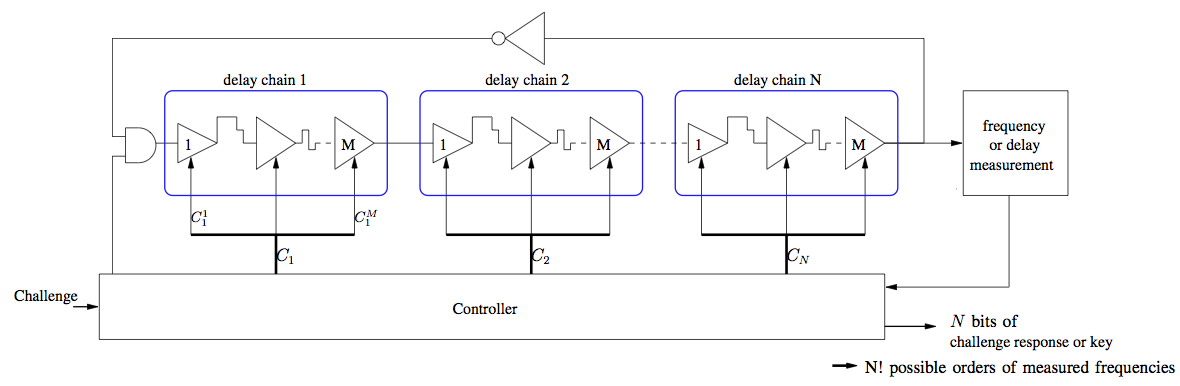 delay chain 1
delay chain 2
delay chain N
1
M
1
M
1
M
frequency
or delay
measurement
C_1^1
C_1^M
C_1
C_2
C_N
Challenge
Controller
N bits of
challenge response or key
N! possible orders of measured frequencies